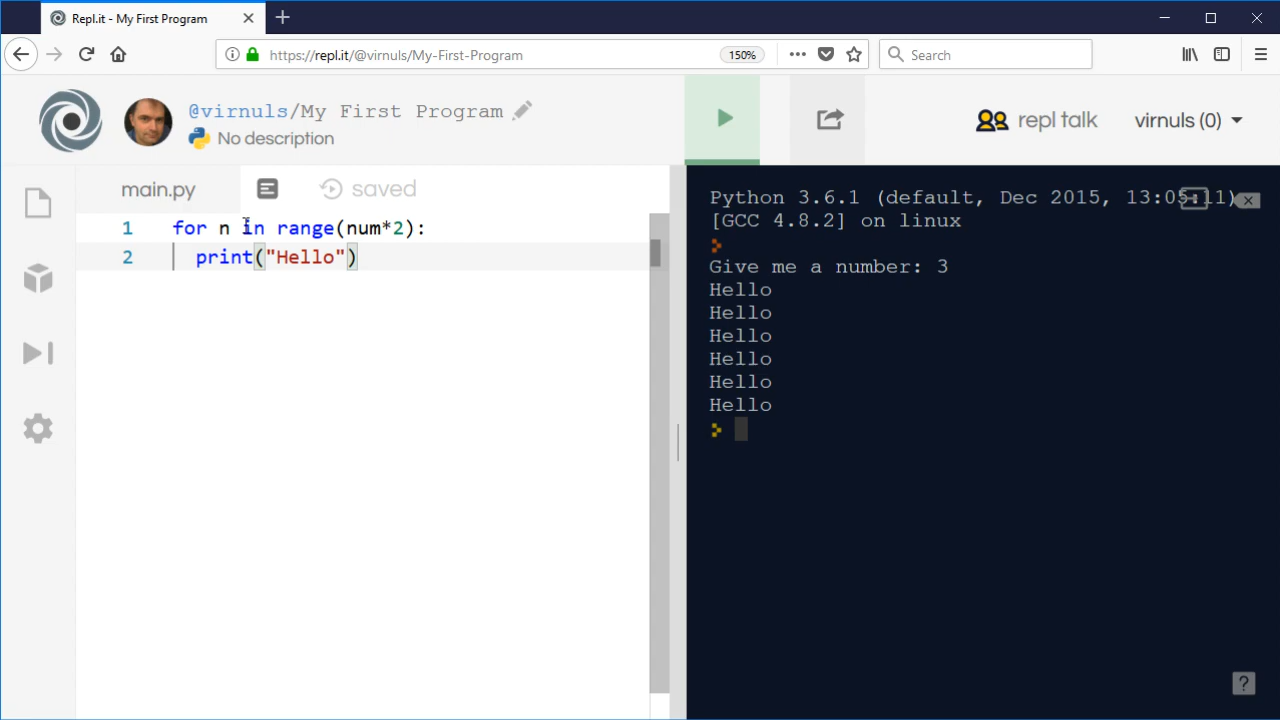 Repl.it - My First Program
https://repl.it/@virnuls/My-First-Program
150%
Search
@virnuls/My First Program
No description
repl talk
virnuls (0)
main.py
saved
1 for n in range(num*2):
2 print("Hello")
Python 3.6.1 (default, Dec 2015, 13:05:11)
[GCC 4.8.2] on linux
Give me a number: 3
Hello
Hello
Hello
Hello
Hello
Hello
?